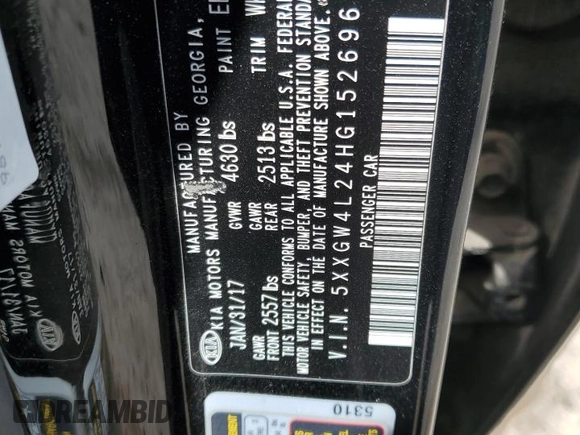 MANUFACTURED BY
KIA MOTORS MANUFACTURING GEORGIA,
JAN/31/17 GVWR 4630 lbs PAINT
GAWR FRONT 2557 lbs GAWR REAR 2513 lbs TRIM
THIS VEHICLE CONFORMS TO ALL APPLICABLE U.S.A. FEDERAL
MOTOR VEHICLE SAFETY, BUMPER, AND THEFT PREVENTION STANDA
IN EFFECT ON THE DATE OF MANUFACTURE SHOWN ABOVE.
V.I.N. 5XXGW4L24HG152696
PASSENGER CAR
KIA
5310
DREAMBID